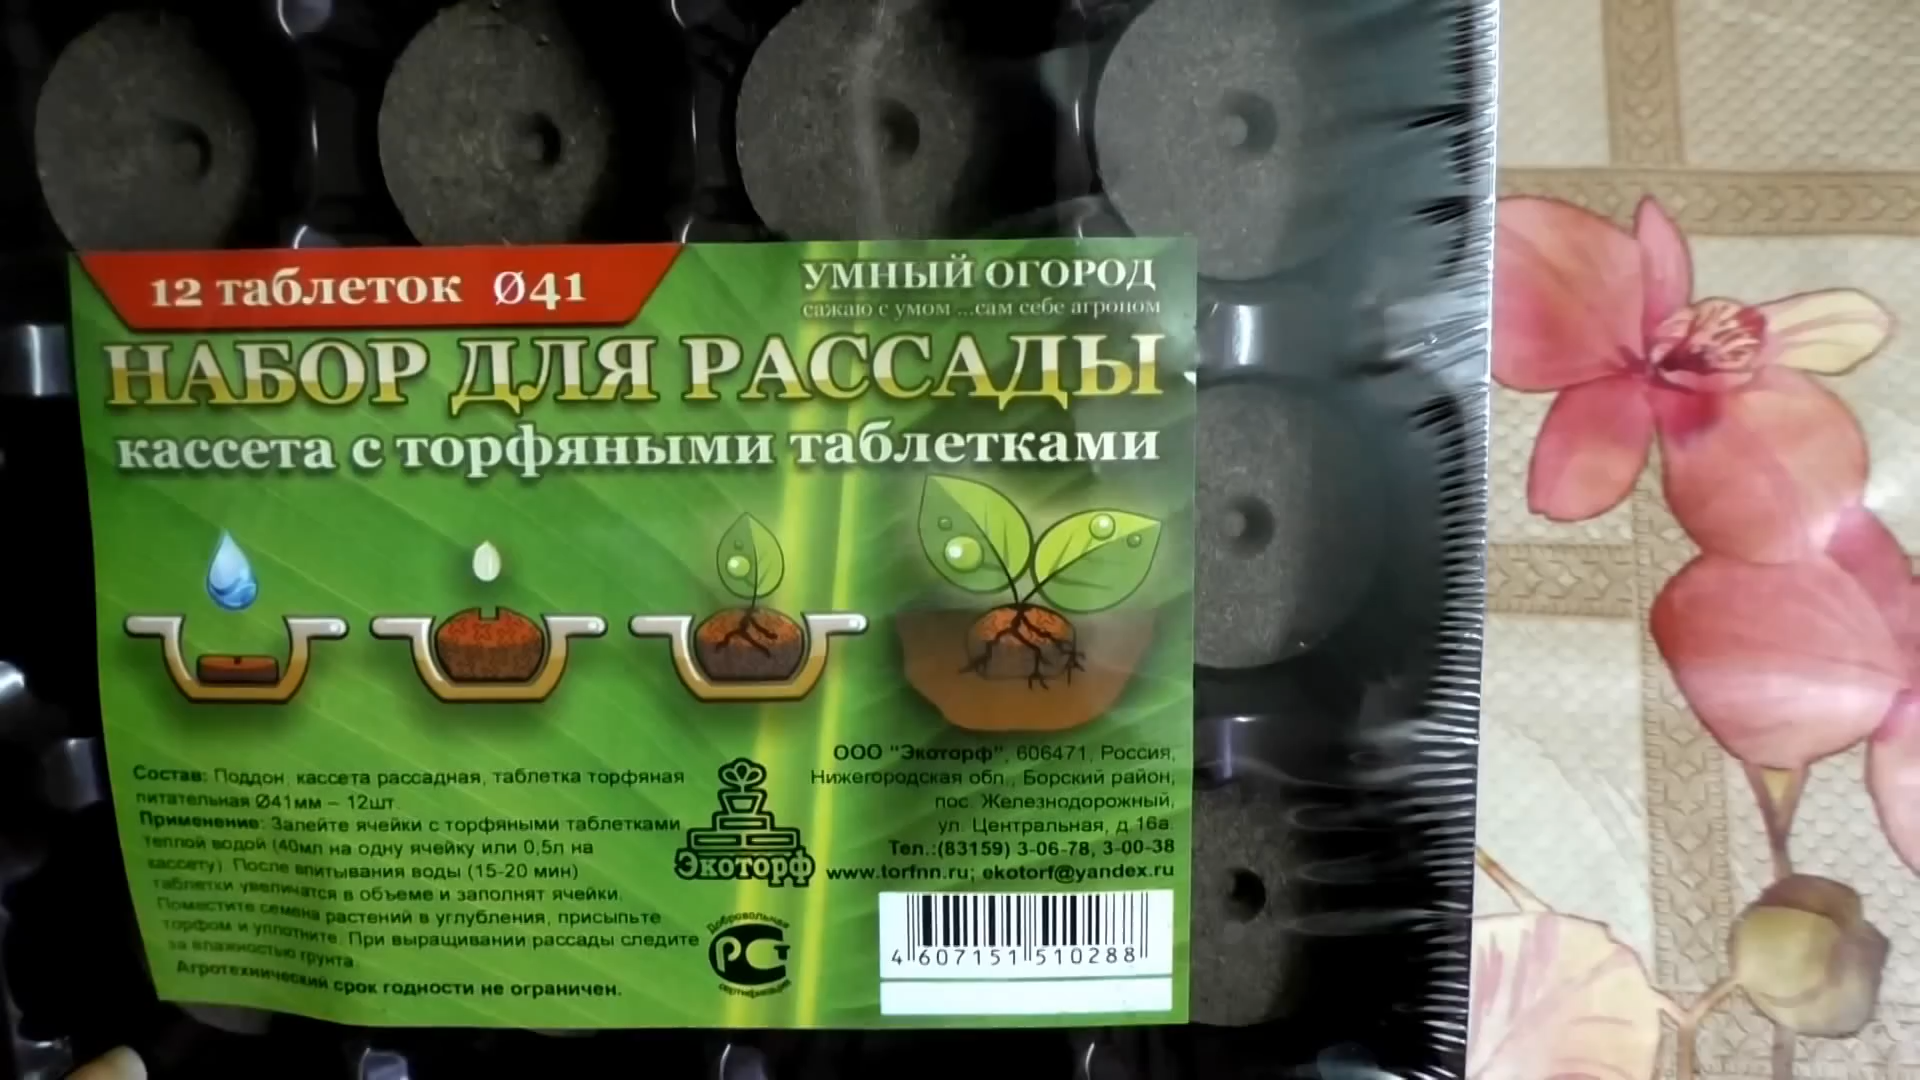 12 таблеток Ø41
УМНЫЙ ОГОРОД
сажаю с умом ...сам себе агроном
НАБОР ДЛЯ РАССАДЫ
кассета с торфяными таблетками
Состав: Поддон, кассета рассадная, таблетка торфяная
питательная Ø41мм – 12шт.
Применение: Залейте ячейки с торфяными таблетками
теплой водой (40мл на одну ячейку или 0,5л на
кассету). После впитывания воды (15-20 мин)
таблетки увеличатся в объеме и заполнят ячейки.
Поместите семена растений в углубления, присыпьте
торфом и уплотните. При выращивании рассады следите
за влажностью грунта.
Агротехнический срок годности не ограничен.
Экоторф
Добровольная
РСТ
сертификация
ООО "Экоторф", 606471, Россия,
Нижегородская обл., Борский район,
пос. Железнодорожный,
ул. Центральная, д.16а.
Тел.:(83159) 3-06-78, 3-00-38
www.torfnn.ru; ekotorf@yandex.ru
4 607151 510288